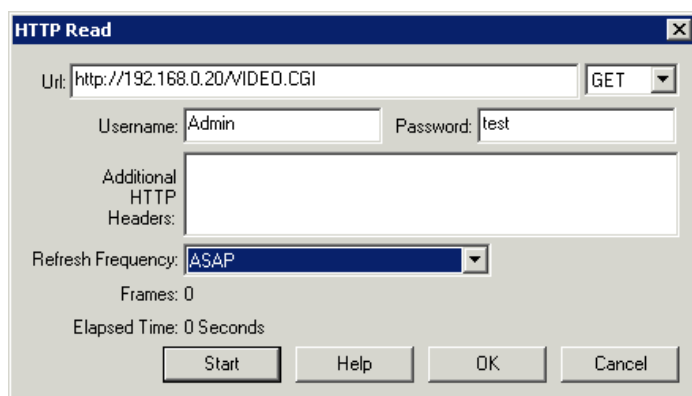 HTTP Read
Url: http://192.168.0.20/VIDEO.CGI GET
Username: Admin Password: test
Additional
HTTP
Headers:
Refresh Frequency: ASAP
Frames: 0
Elapsed Time: 0 Seconds
Start Help OK Cancel